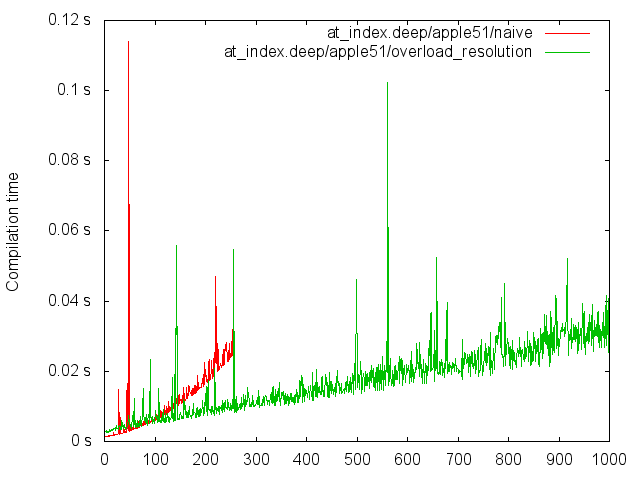 0.12 s
at_index.deep/apple51/naive
at_index.deep/apple51/overload_resolution
0.1 s
0.08 s
0.06 s
Compilation time
0.04 s
0.02 s
0 s
0 100 200 300 400 500 600 700 800 900 1000